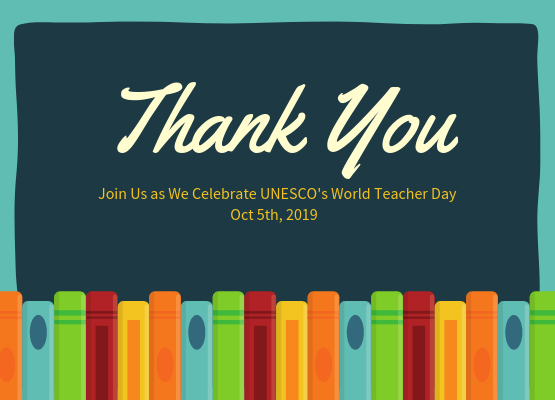 Thank You
Join Us as We Celebrate UNESCO's World Teacher Day
Oct 5th, 2019